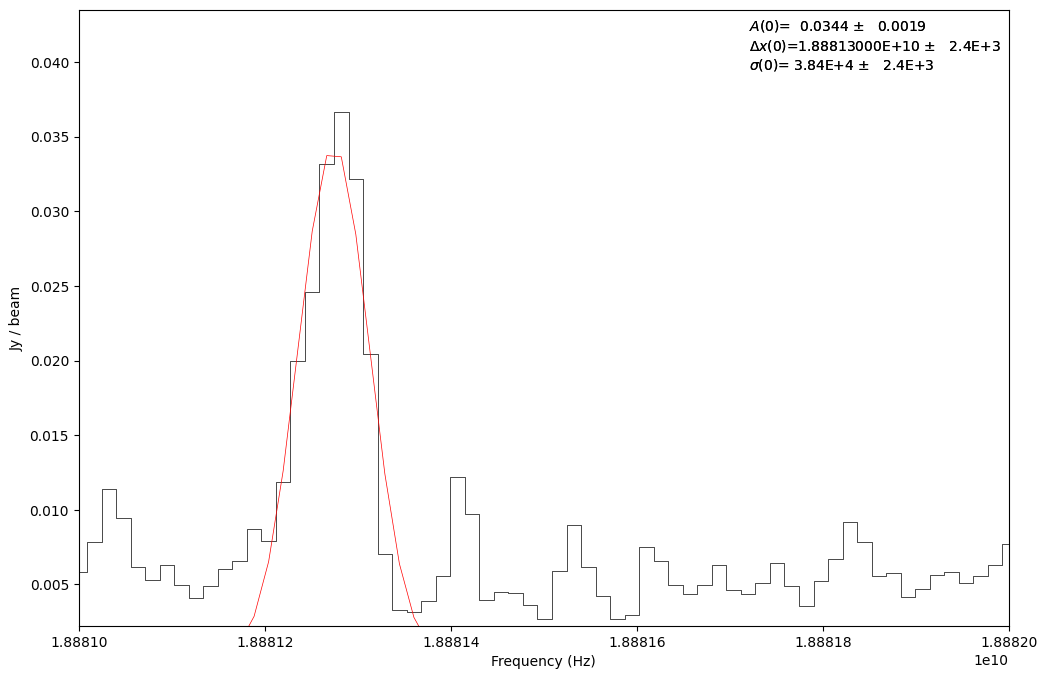 A(0)=  0.0344 ±   0.0019
Δx(0)=1.88813000E+10 ±   2.4E+3
σ(0)= 3.84E+4 ±   2.4E+3
0.040
0.035
0.030
0.025
0.020
0.015
0.010
0.005
Jy / beam
1.88810 1.88812 1.88814 1.88816 1.88818 1.88820
Frequency (Hz)
1e10